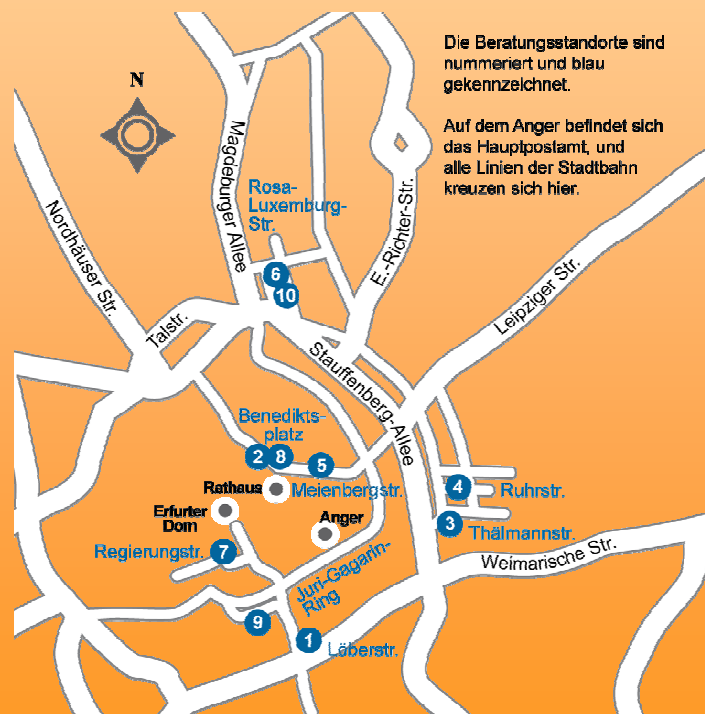 Die Beratungsstandorte sind
nummeriert und blau
gekennzeichnet.
Auf dem Anger befindet sich
das Hauptpostamt, und
alle Linien der Stadtbahn
kreuzen sich hier.
N
Magdeburger Allee
Rosa-
Luxemburg-
Str.
E.-Richter-Str.
Nordhäuser Str.
6
10
Leipziger Str.
Talstr.
Stauffenberg-Allee
Benedikts-
platz
2
8
5
Rathaus
Meienbergstr.
4
Ruhrstr.
Erfurter
Dom
Anger
3
Thälmannstr.
Regierungstr.
7
Weimarische Str.
Juri-Gagarin-
Ring
9
1
Löberstr.